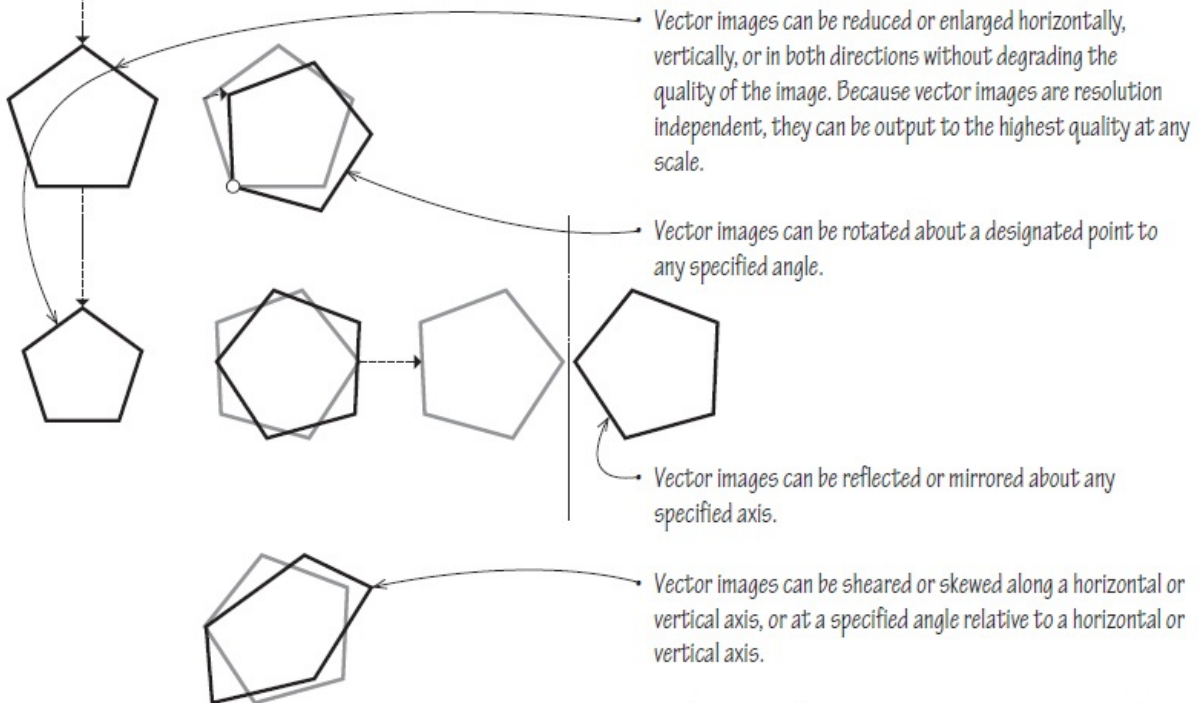 Vector images can be reduced or enlarged horizontally,
vertically, or in both directions without degrading the
quality of the image. Because vector images are resolution
independent, they can be output to the highest quality at any
scale.
Vector images can be rotated about a designated point to
any specified angle.
Vector images can be reflected or mirrored about any
specified axis.
Vector images can be sheared or skewed along a horizontal or
vertical axis, or at a specified angle relative to a horizontal or
vertical axis.